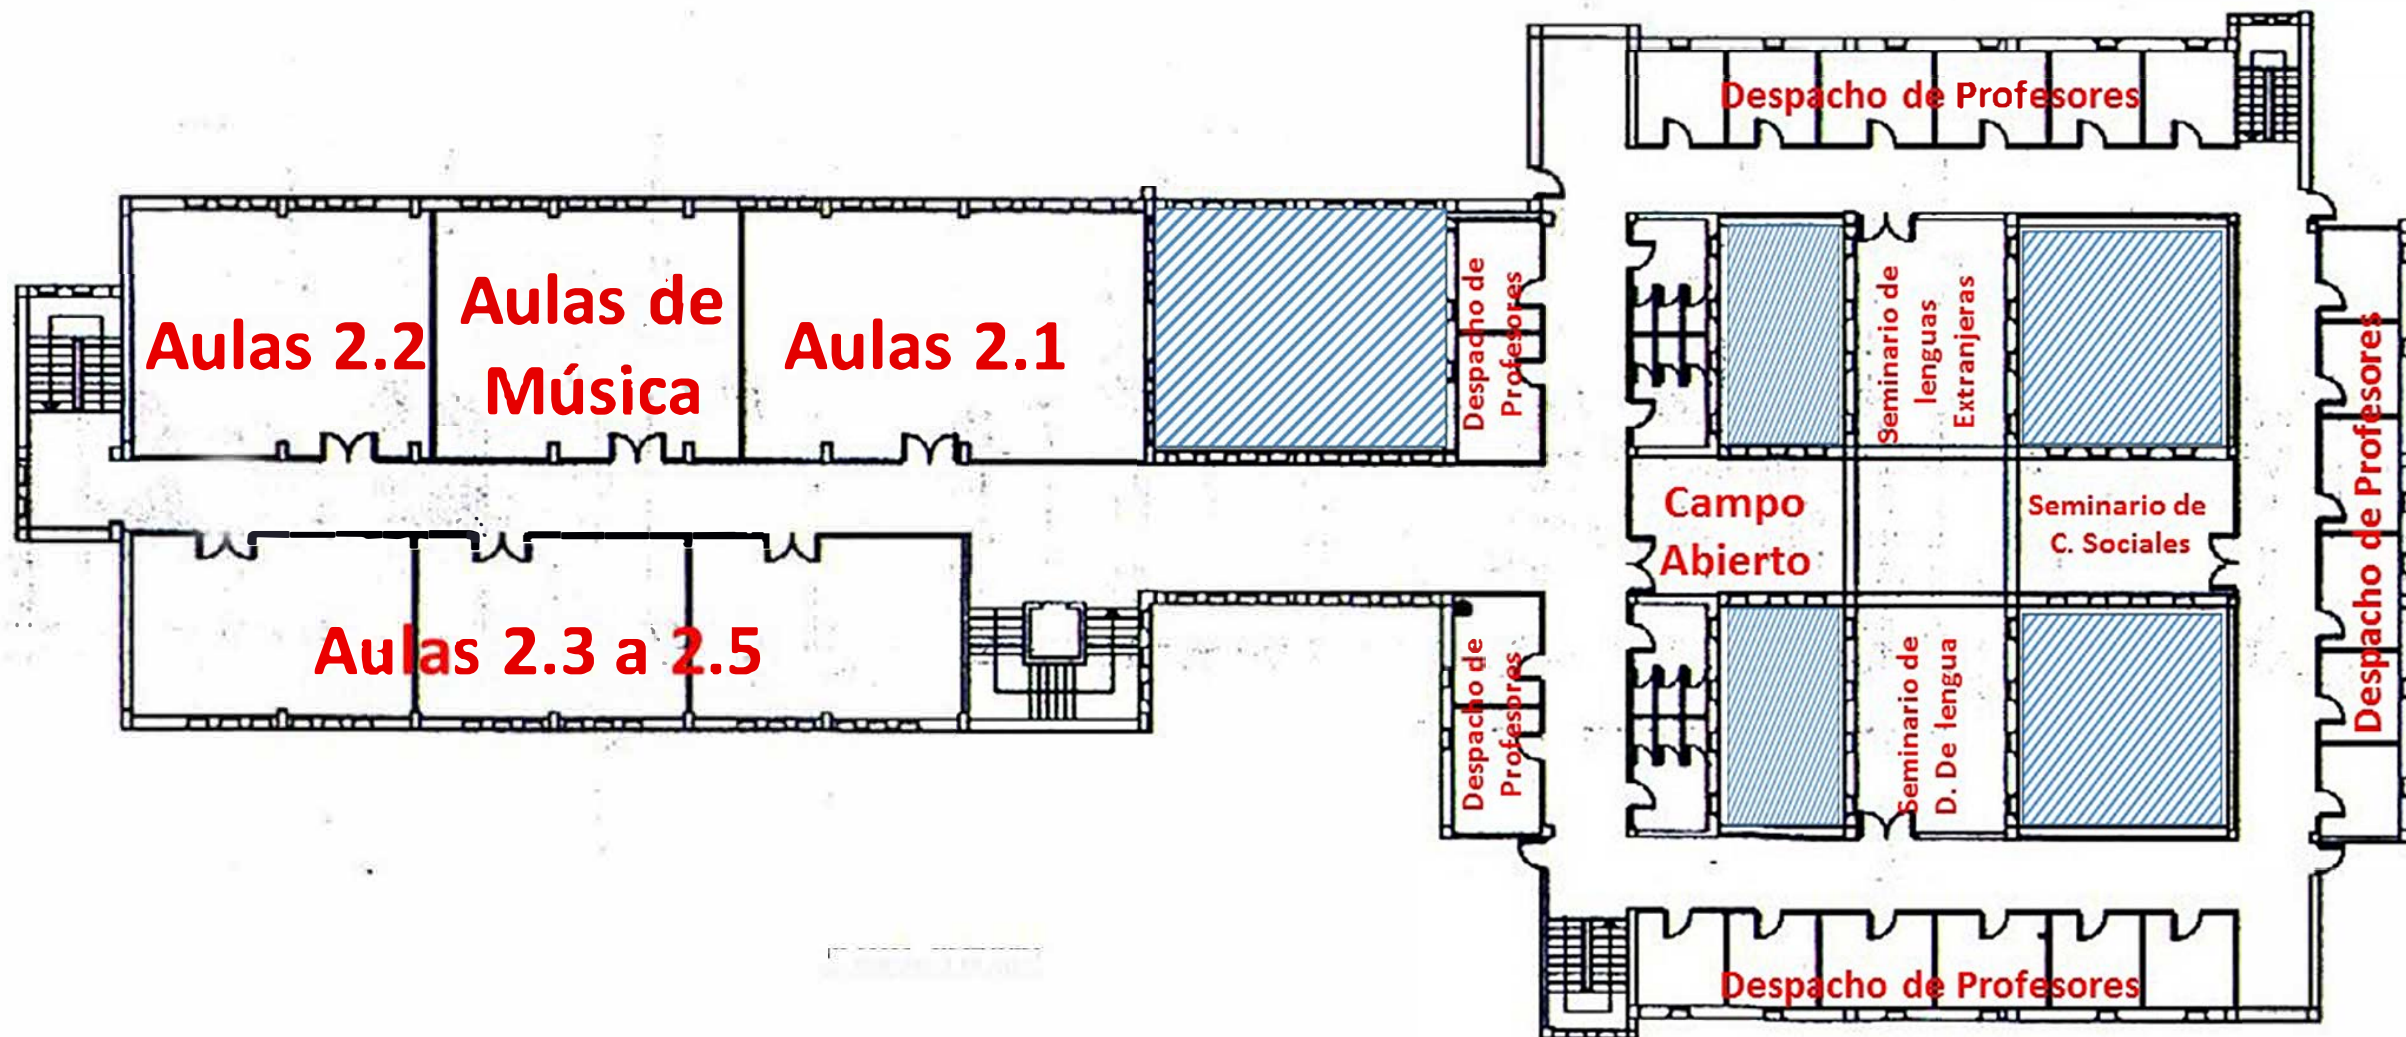 Despacho de Profesores
Aulas 2.2
Aulas de
Música
Aulas 2.1
Despacho de
Profesores
Seminario de
lenguas
Extranjeras
Despacho de Profesores
Campo
Abierto
Seminario de
C. Sociales
Aulas 2.3 a 2.5
Despacho de
Profesores
Seminario de
D. De lengua
Despacho de Profesores